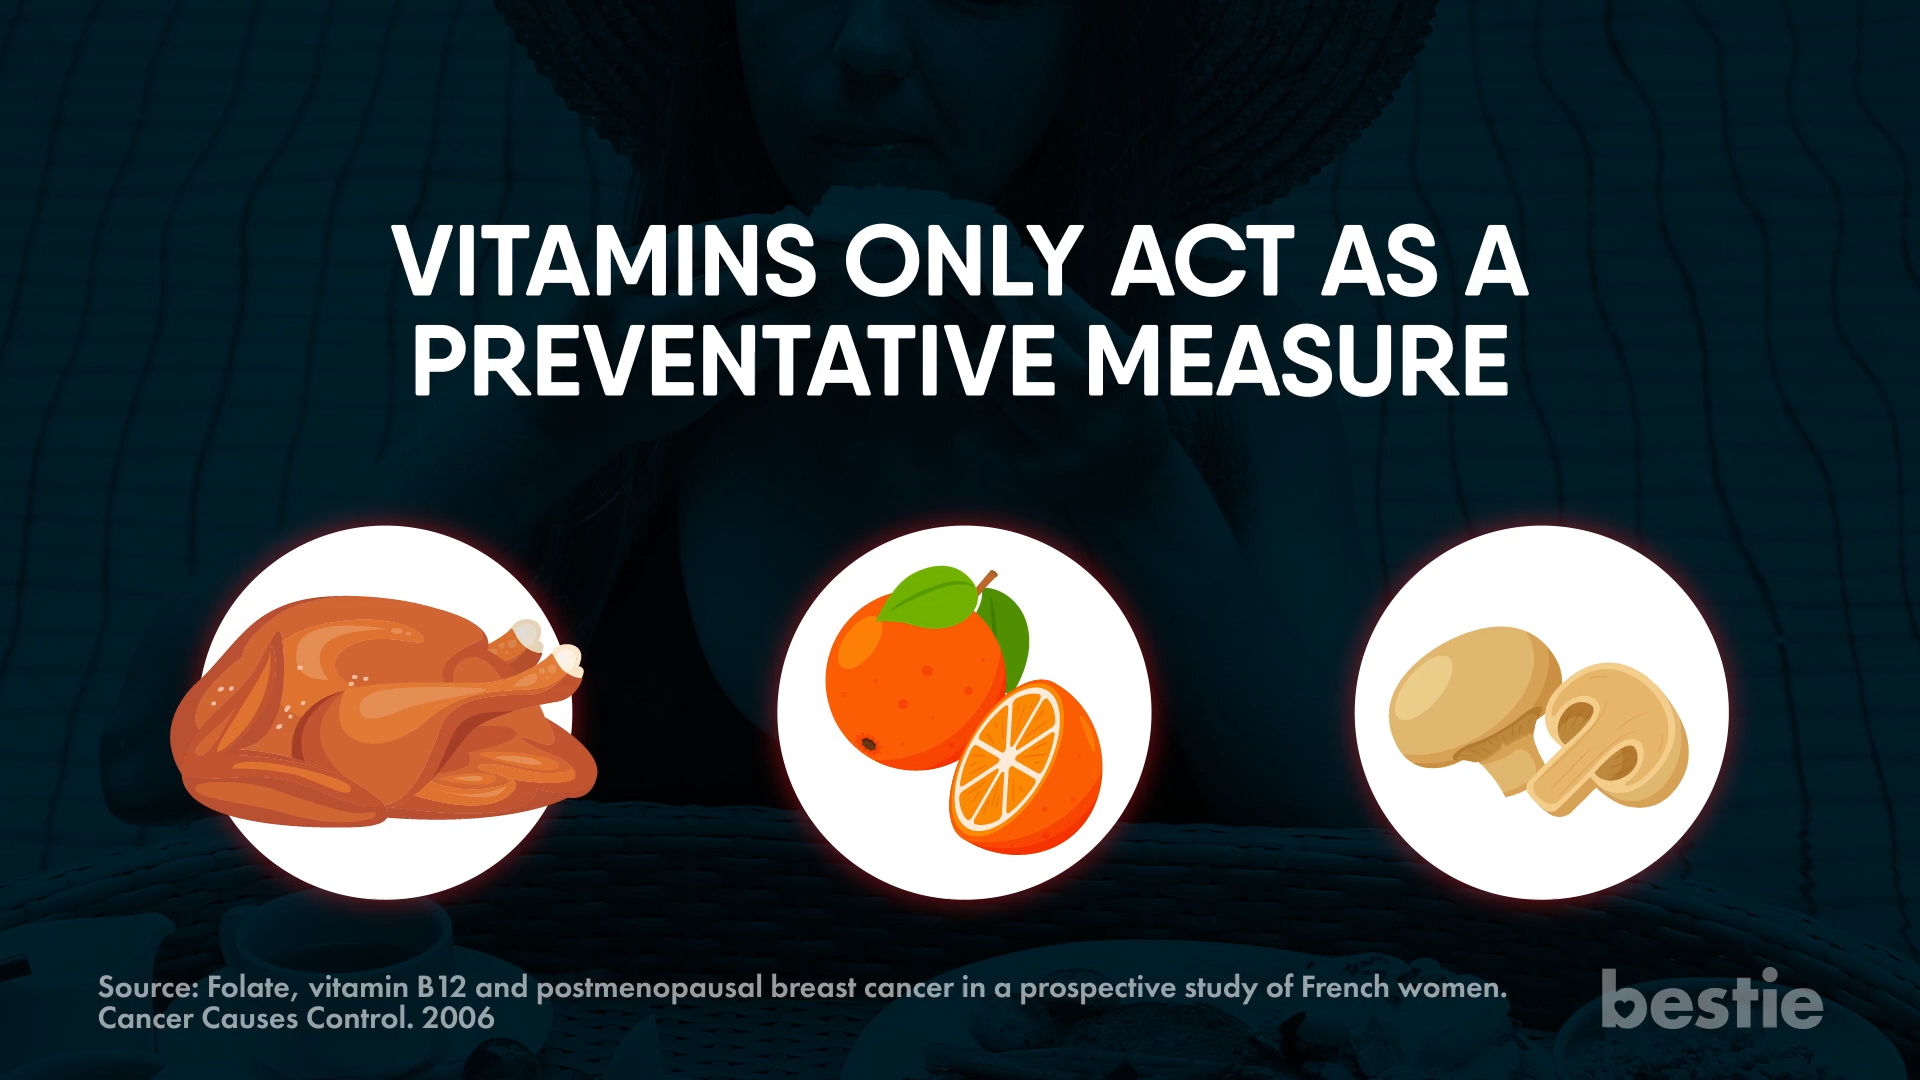 VITAMINS ONLY ACT AS A
PREVENTATIVE MEASURE
Source: Folate, vitamin B12 and postmenopausal breast cancer in a prospective study of French women.
Cancer Causes Control. 2006
bestie